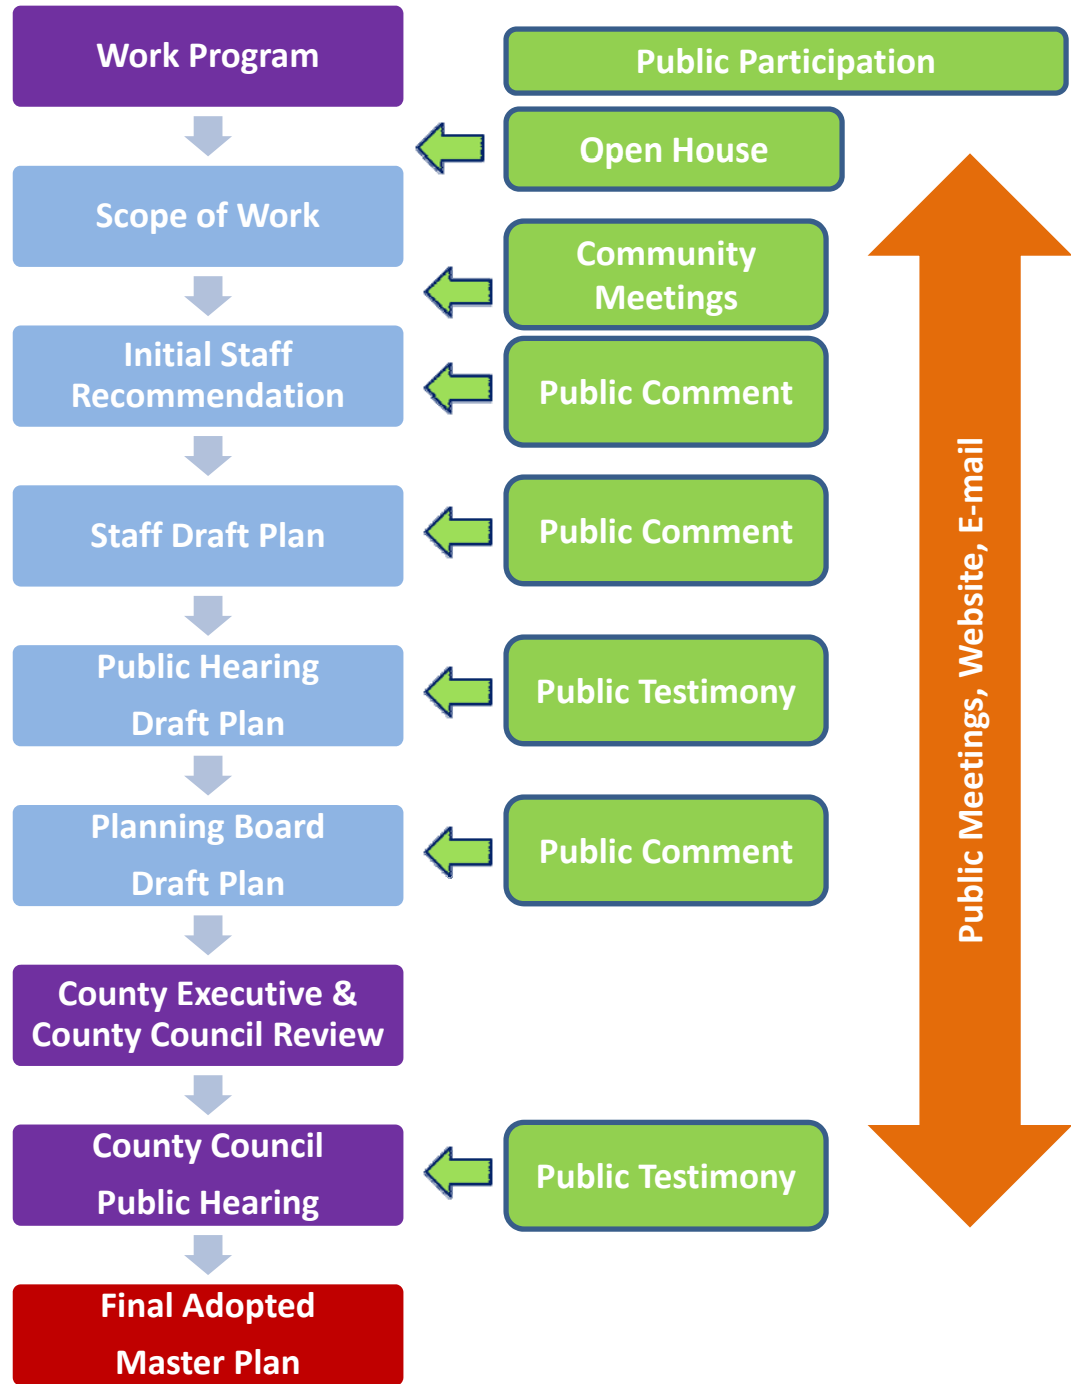 Work Program
Public Participation
Open House
Scope of Work
Community
Meetings
Initial Staff
Recommendation
Public Comment
Staff Draft Plan
Public Comment
Public Hearing
Draft Plan
Public Testimony
Planning Board
Draft Plan
Public Comment
County Executive &
County Council Review
County Council
Public Hearing
Public Testimony
Final Adopted
Master Plan
Public Meetings, Website, E-mail